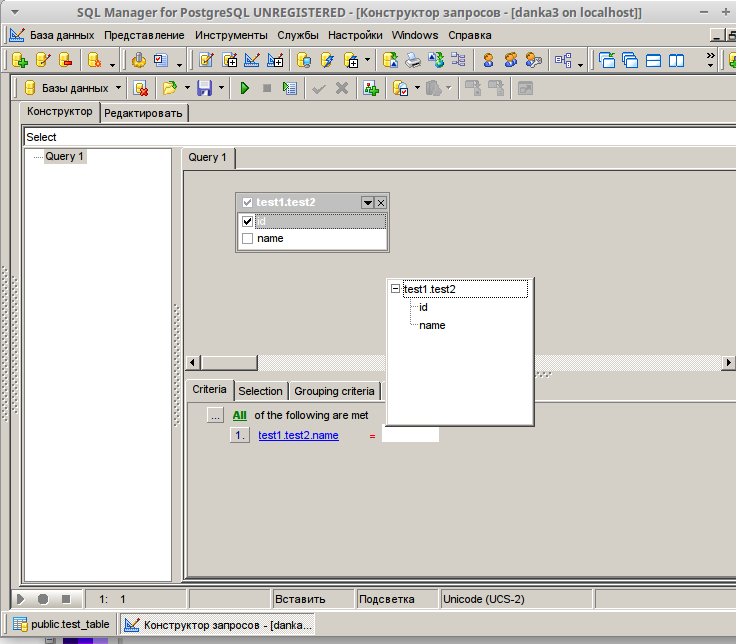 SQL Manager for PostgreSQL UNREGISTERED - [Конструктор запросов - [danka3 on localhost]]
База данных Представление Инструменты Службы Настройки Windows Справка
Базы данных
Конструктор Редактировать
Select
Query 1
Query 1
test1.test2
id
name
test1.test2
id
name
Criteria Selection Grouping criteria
... All of the following are met
1. test1.test2.name =
1: 1 Вставить Подсветка Unicode (UCS-2)
public.test_table Конструктор запросов - [danka...